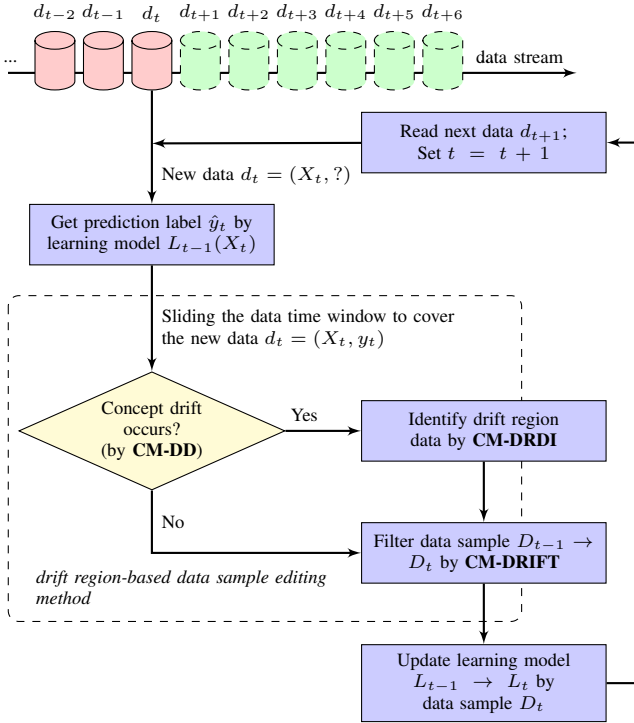 d_{t−2} d_{t−1} d_t d_{t+1} d_{t+2} d_{t+3} d_{t+4} d_{t+5} d_{t+6}
...
data stream
Read next data d_{t+1};
Set t = t + 1
New data d_t = (X_t, ?)
Get prediction label ŷ_t by
learning model L_{t−1}(X_t)
Sliding the data time window to cover
the new data d_t = (X_t, y_t)
Concept drift
occurs?
(by CM-DD)
Yes
Identify drift region
data by CM-DRDI
No
Filter data sample D_{t−1} →
D_t by CM-DRIFT
drift region-based data sample editing
method
Update learning model
L_{t−1} → L_t by
data sample D_t